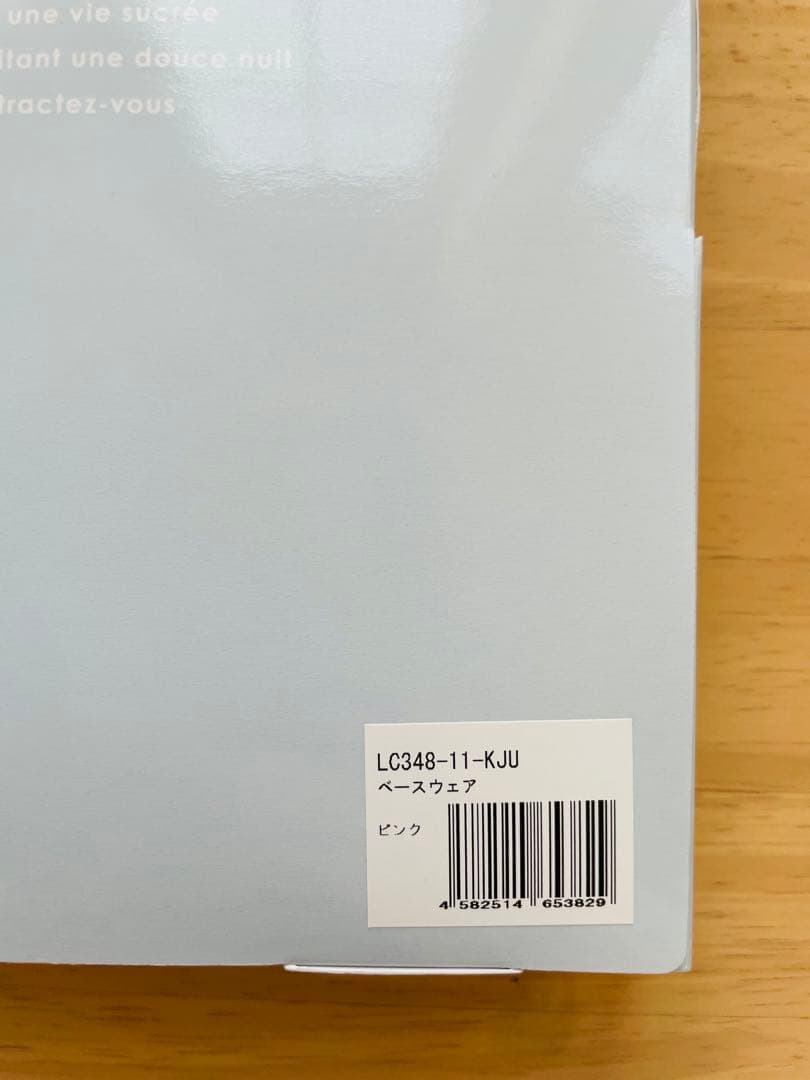 une vie sucrée
itant une douce nuit
tractez-vous
LC348-11-KJU
ベースウェア
ピンク
4 582514 653829